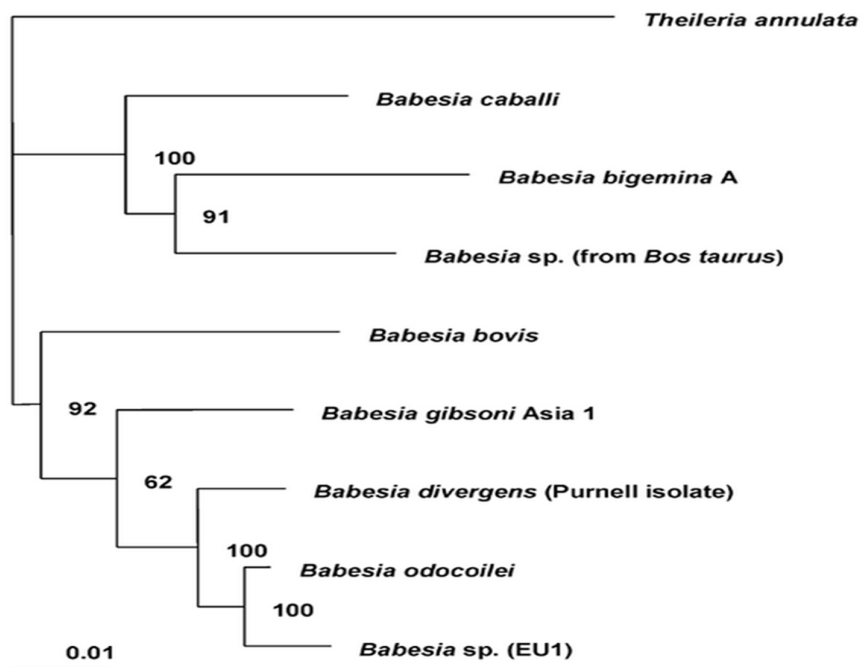 Theileria annulata
Babesia caballi
100
Babesia bigemina A
91
Babesia sp. (from Bos taurus)
Babesia bovis
92
Babesia gibsoni Asia 1
62
Babesia divergens (Purnell isolate)
100
Babesia odocoilei
100
Babesia sp. (EU1)
0.01